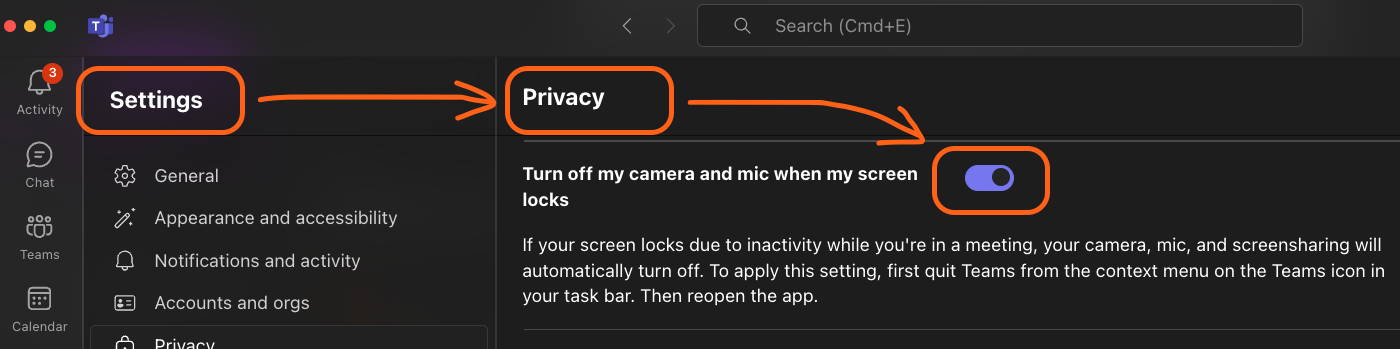 T
Search (Cmd+E)
3
Activity
Chat
Teams
Calendar
Settings
General
Appearance and accessibility
Notifications and activity
Accounts and orgs
Privacy
Privacy
Turn off my camera and mic when my screen
locks
If your screen locks due to inactivity while you're in a meeting, your camera, mic, and screensharing will
automatically turn off. To apply this setting, first quit Teams from the context menu on the Teams icon in
your task bar. Then reopen the app.